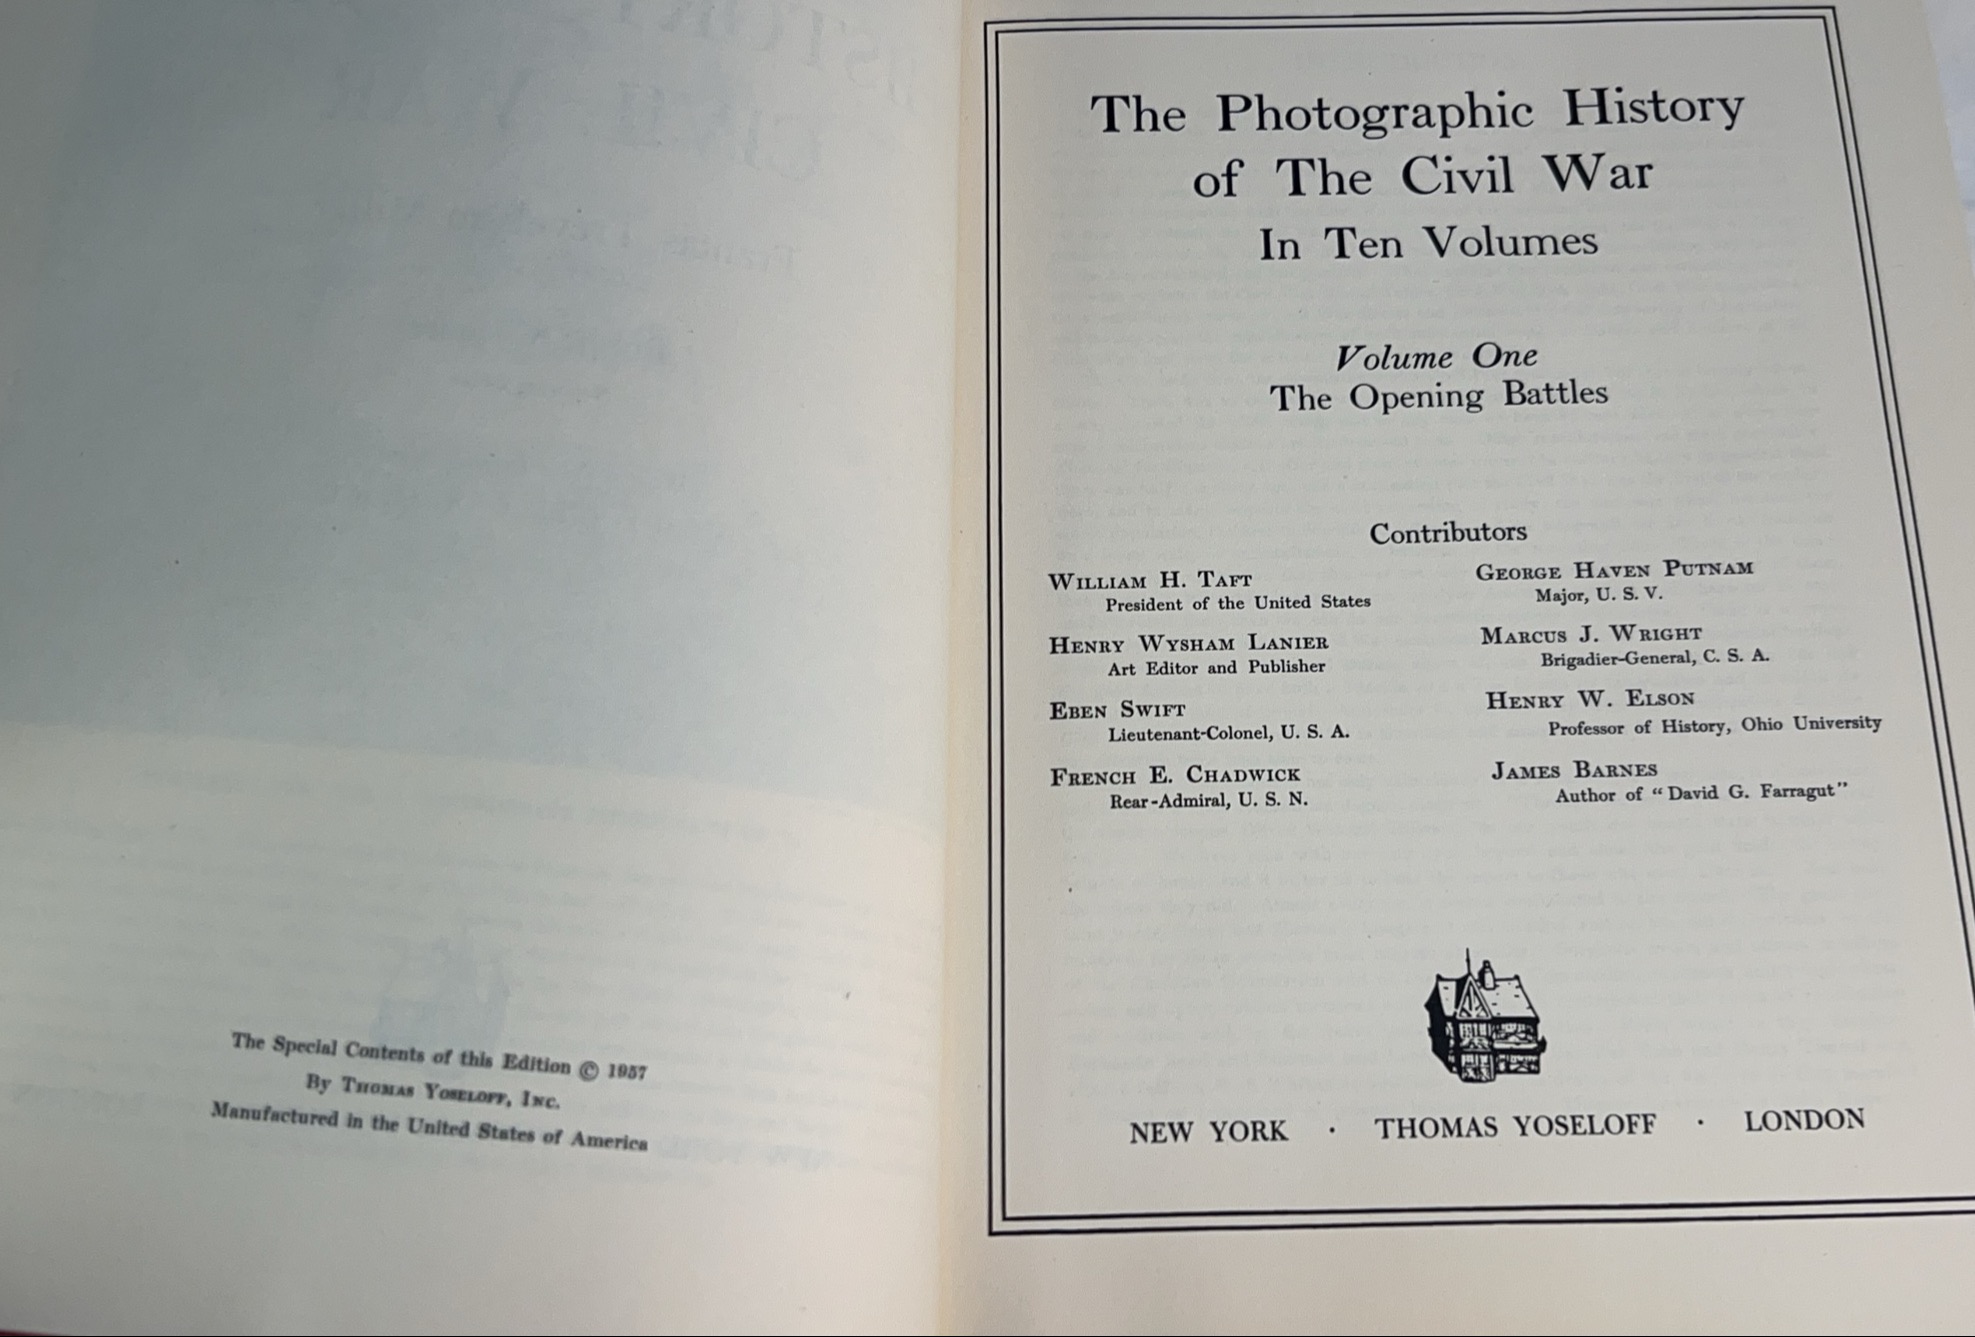 The Special Contents of this Edition © 1957
By THOMAS YOSELOFF, INC.
Manufactured in the United States of America
The Photographic History
of The Civil War
In Ten Volumes
Volume One
The Opening Battles
Contributors
WILLIAM H. TAFT
President of the United States
HENRY WYSHAM LANIER
Art Editor and Publisher
EBEN SWIFT
Lieutenant-Colonel, U. S. A.
FRENCH E. CHADWICK
Rear-Admiral, U. S. N.
GEORGE HAVEN PUTNAM
Major, U. S. V.
MARCUS J. WRIGHT
Brigadier-General, C. S. A.
HENRY W. ELSON
Professor of History, Ohio University
JAMES BARNES
Author of "David G. Farragut"
NEW YORK · THOMAS YOSELOFF · LONDON